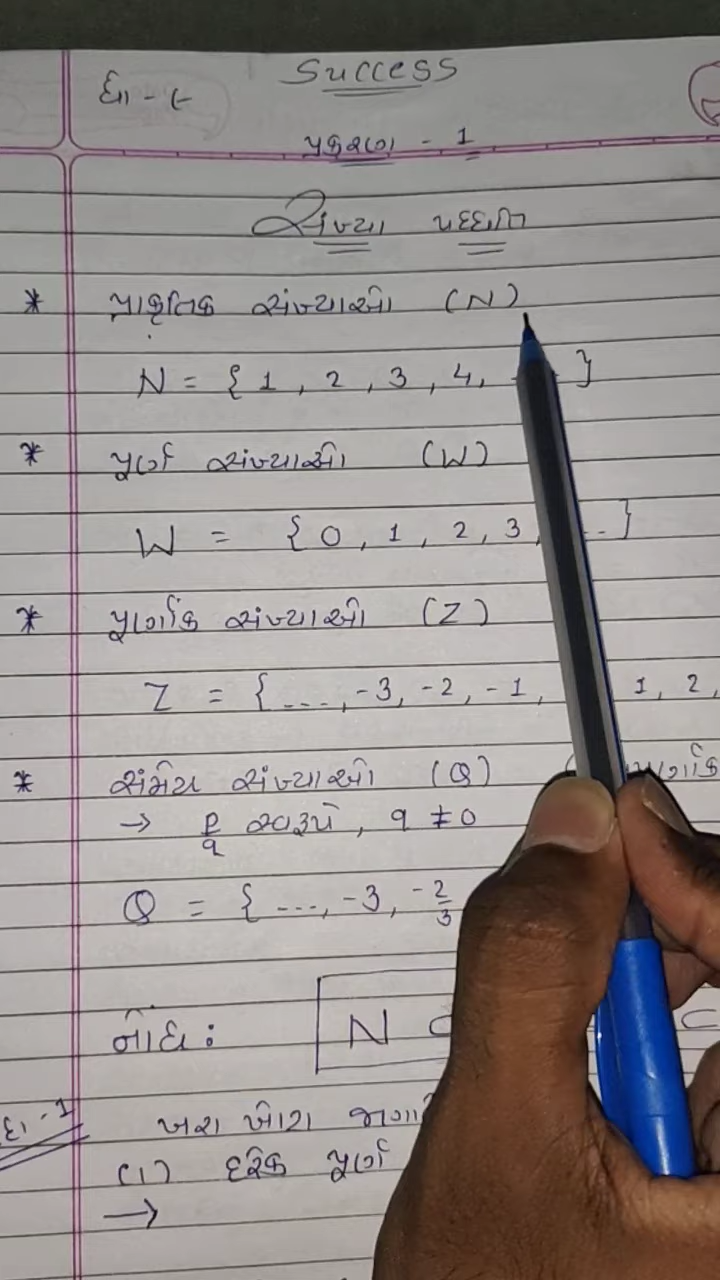 ધો - ૯
Success
પ્રકરણ - 1
સંખ્યા પદ્ધતિ
* પ્રાકૃતિક સંખ્યાઓ (N)
N = { 1 , 2 , 3 , 4, }
* પૂર્ણ સંખ્યાઓ (W)
W = { 0 , 1 , 2 , 3, .. }
* પૂર્ણાંક સંખ્યાઓ (Z)
Z = { ..., -3, -2, -1, 1, 2,
* સંમેય સંખ્યાઓ (Q)
→ p/q સ્વરૂપે, q ≠ 0
Q = { ..., -3, -2/3
નોંધ : N
ખરા ખોટા
(1) દરેક પૂર્ણ
→